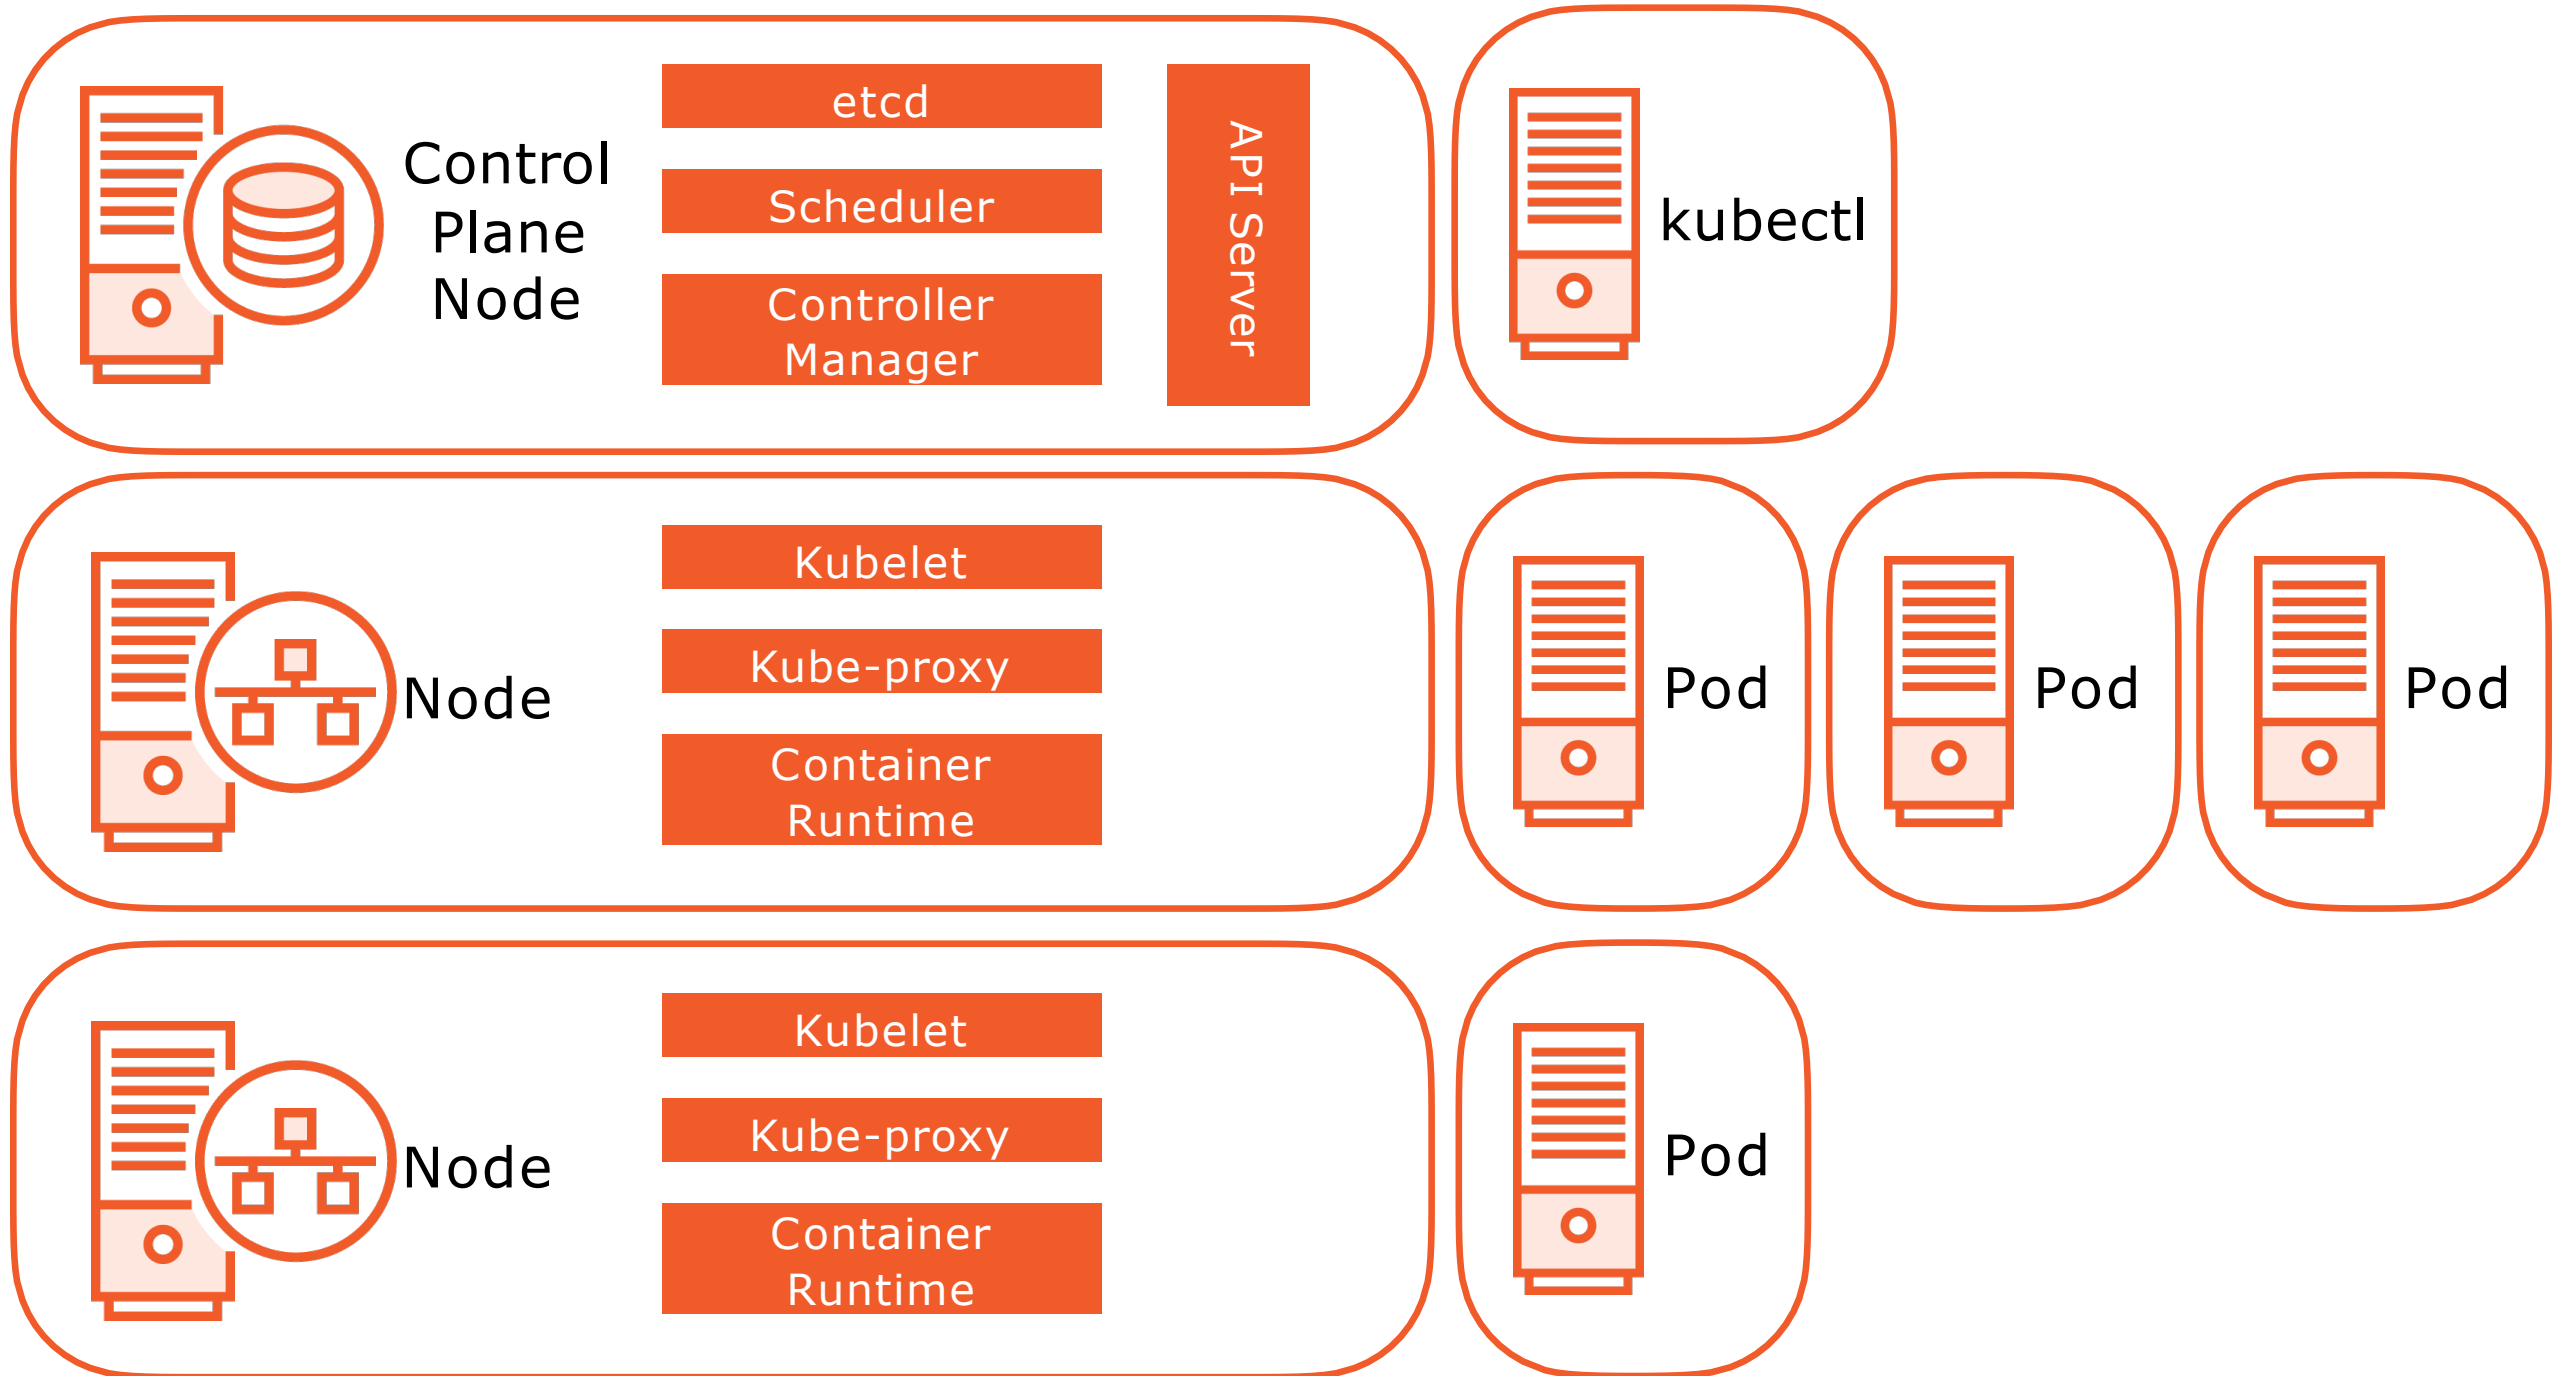 Control
Plane
Node
etcd
Scheduler
Controller
Manager
API Server
kubectl
Node
Kubelet
Kube-proxy
Container
Runtime
Pod
Pod
Pod
Node
Kubelet
Kube-proxy
Container
Runtime
Pod